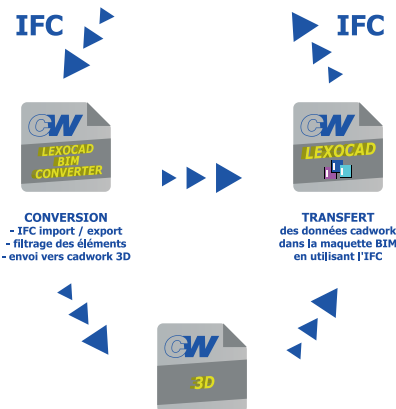 IFC
IFC
CW
LEXOCAD
BIM
CONVERTER
CW
LEXOCAD
CONVERSION
- IFC import / export
- filtrage des éléments
- envoi vers cadwork 3D
TRANSFERT
des données cadwork
dans la maquette BIM
en utilisant l'IFC
CW
3D